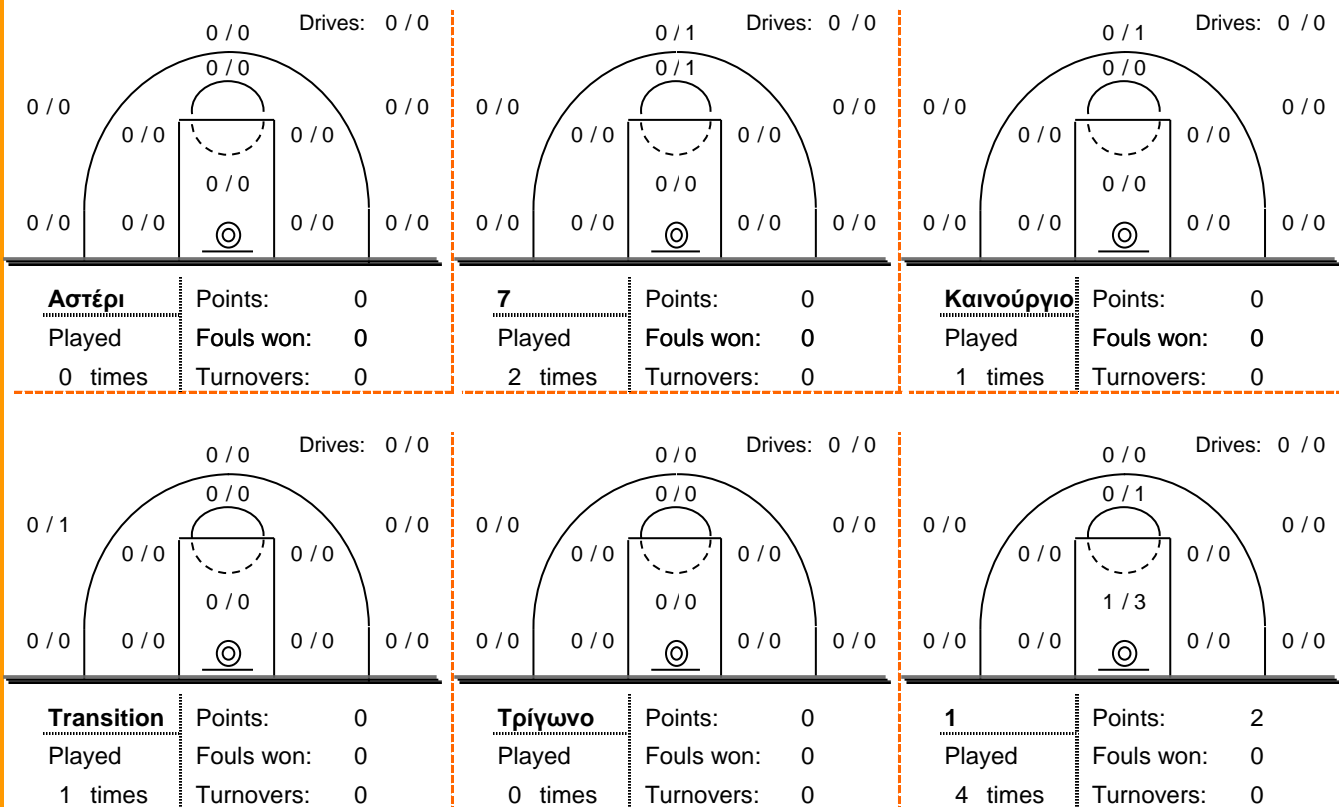 0 / 0 Drives: 0 / 0
0 / 0
0 / 0 0 / 0
0 / 0 0 / 0
0 / 0
0 / 0 0 / 0 0 / 0 0 / 0
Αστέρι Points: 0
Played Fouls won: 0
0 times Turnovers: 0
0 / 1 Drives: 0 / 0
0 / 1
0 / 0 0 / 0
0 / 0 0 / 0
0 / 0
0 / 0 0 / 0 0 / 0 0 / 0
7 Points: 0
Played Fouls won: 0
2 times Turnovers: 0
0 / 1 Drives: 0 / 0
0 / 0
0 / 0 0 / 0
0 / 0 0 / 0
0 / 0
0 / 0 0 / 0 0 / 0 0 / 0
Καινούργιο Points: 0
Played Fouls won: 0
1 times Turnovers: 0
0 / 0 Drives: 0 / 0
0 / 0
0 / 1 0 / 0
0 / 0 0 / 0
0 / 0
0 / 0 0 / 0 0 / 0 0 / 0
Transition Points: 0
Played Fouls won: 0
1 times Turnovers: 0
0 / 0 Drives: 0 / 0
0 / 0
0 / 0 0 / 0
0 / 0 0 / 0
0 / 0
0 / 0 0 / 0 0 / 0 0 / 0
Τρίγωνο Points: 0
Played Fouls won: 0
0 times Turnovers: 0
0 / 0 Drives: 0 / 0
0 / 1
0 / 0 0 / 0
0 / 0 0 / 0
1 / 3
0 / 0 0 / 0 0 / 0 0 / 0
1 Points: 2
Played Fouls won: 0
4 times Turnovers: 0